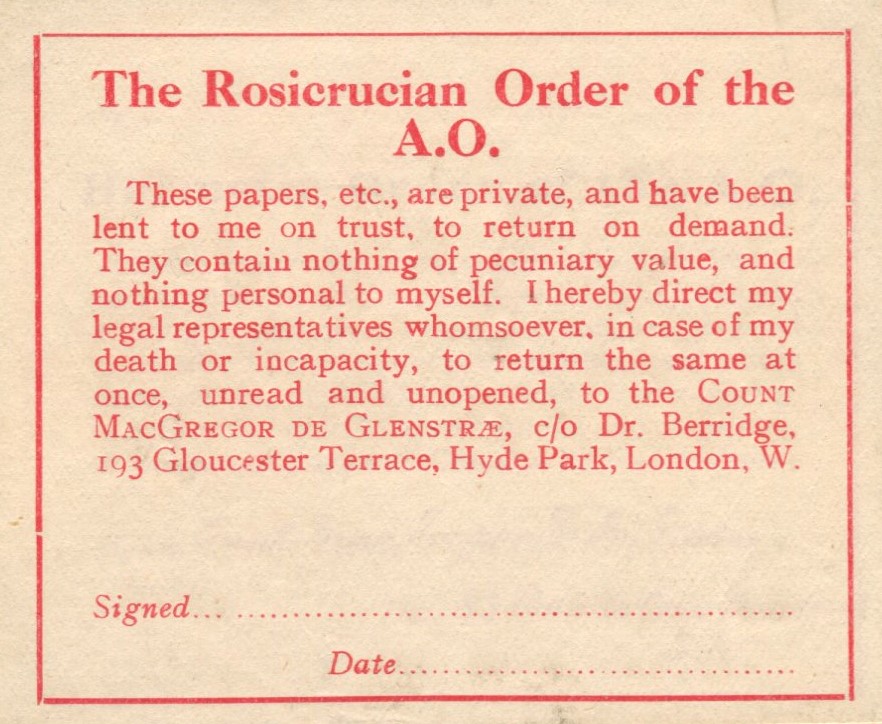 The Rosicrucian Order of the
A.O.
These papers, etc., are private, and have been
lent to me on trust, to return on demand.
They contain nothing of pecuniary value, and
nothing personal to myself. I hereby direct my
legal representatives whomsoever, in case of my
death or incapacity, to return the same at
once, unread and unopened, to the COUNT
MACGREGOR DE GLENSTRÆ, c/o Dr. Berridge,
193 Gloucester Terrace, Hyde Park, London, W.
Signed... ........................................
Date....................................